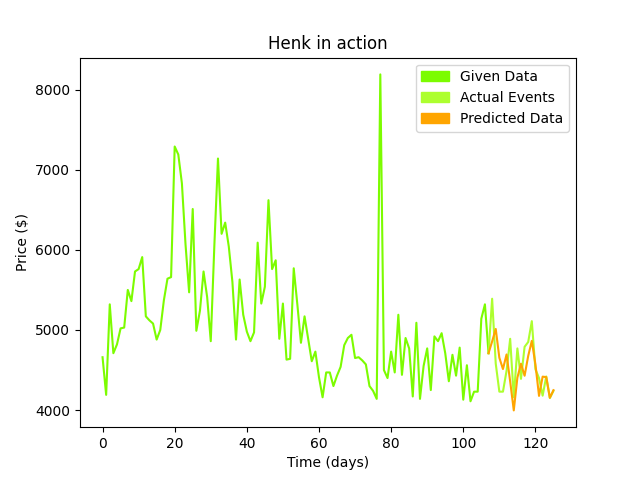 Henk in action
Given Data
Actual Events
Predicted Data
Price ($)
8000
7000
6000
5000
4000
0 20 40 60 80 100 120
Time (days)